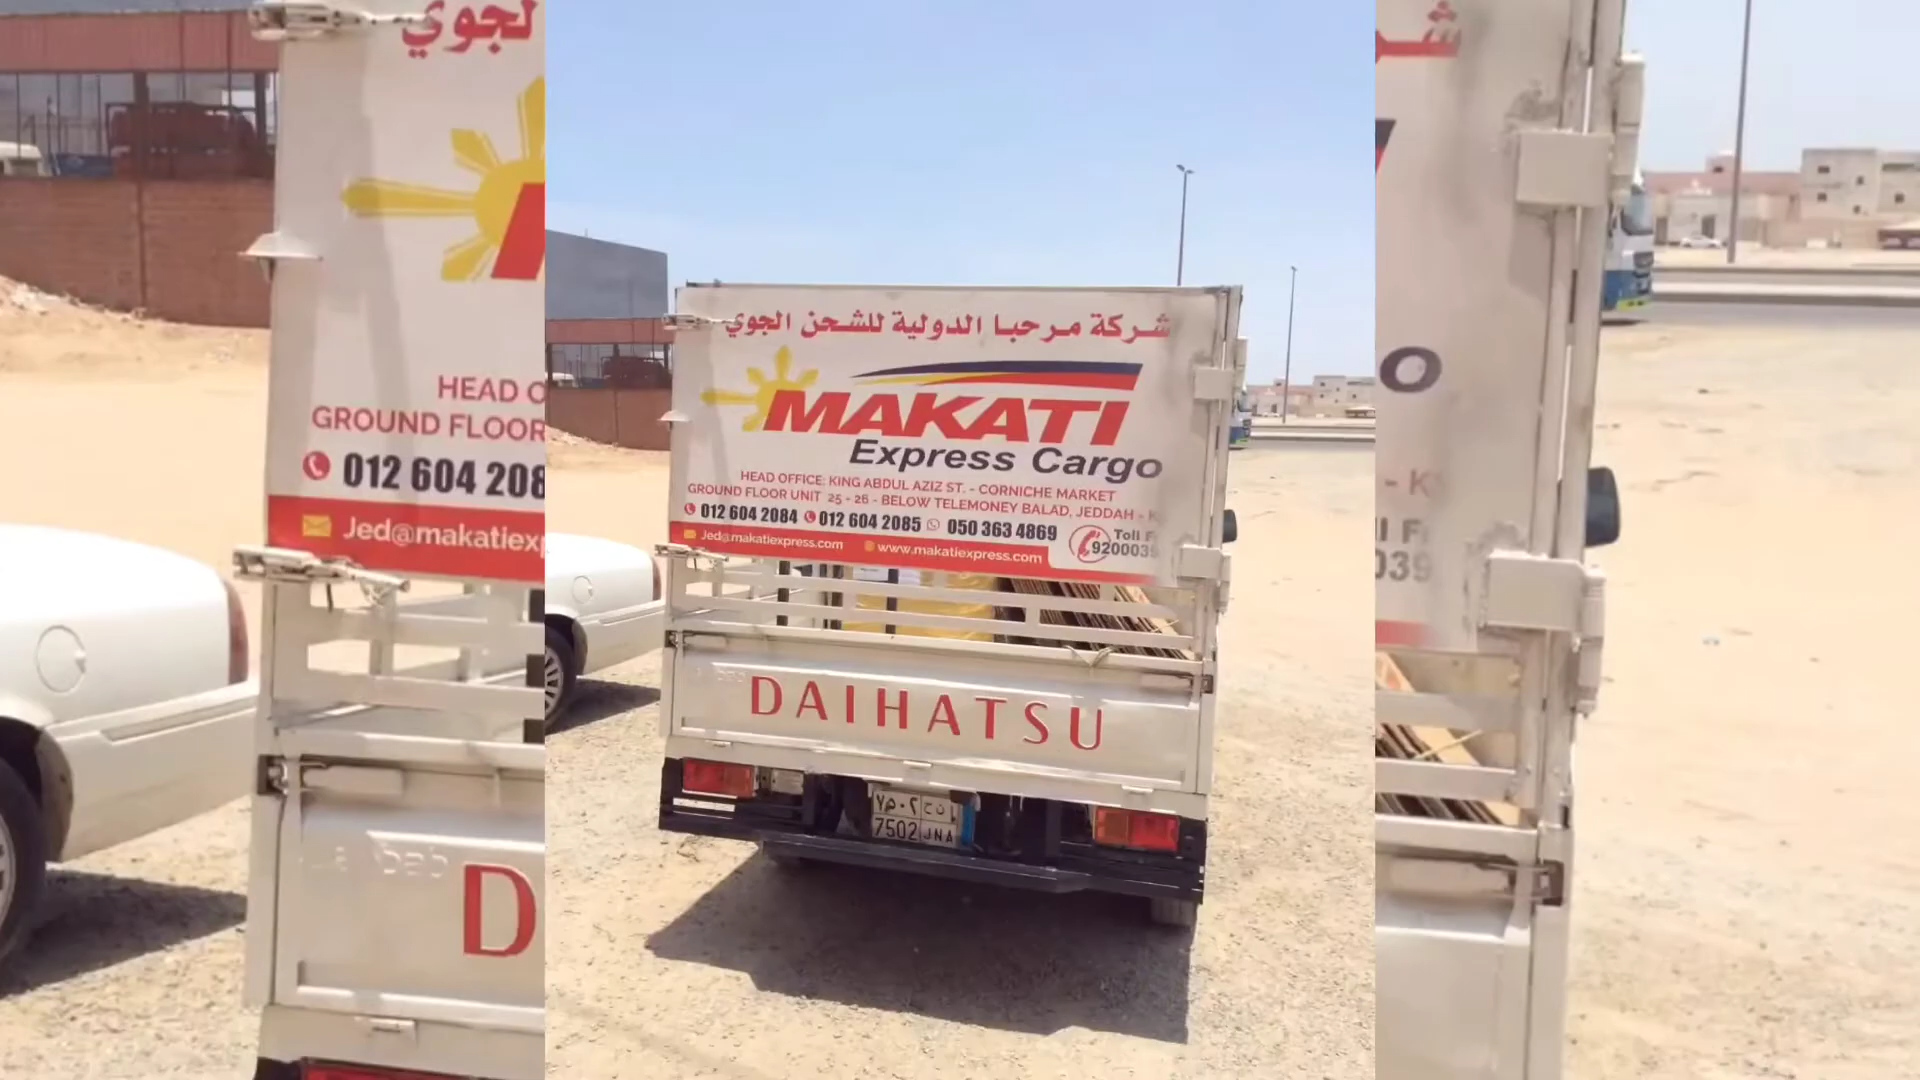 شركة مرحبا الدولية للشحن الجوي
MAKATI
Express Cargo
HEAD OFFICE: KING ABDUL AZIZ ST. - CORNICHE MARKET
GROUND FLOOR UNIT 25 - 26 - BELOW TELEMONEY BALAD, JEDDAH - K
012 604 2084 012 604 2085 050 363 4869
Jed@makatiexpress.com www.makatiexpress.com
Toll F
9200039
DAIHATSU
7502 JNA